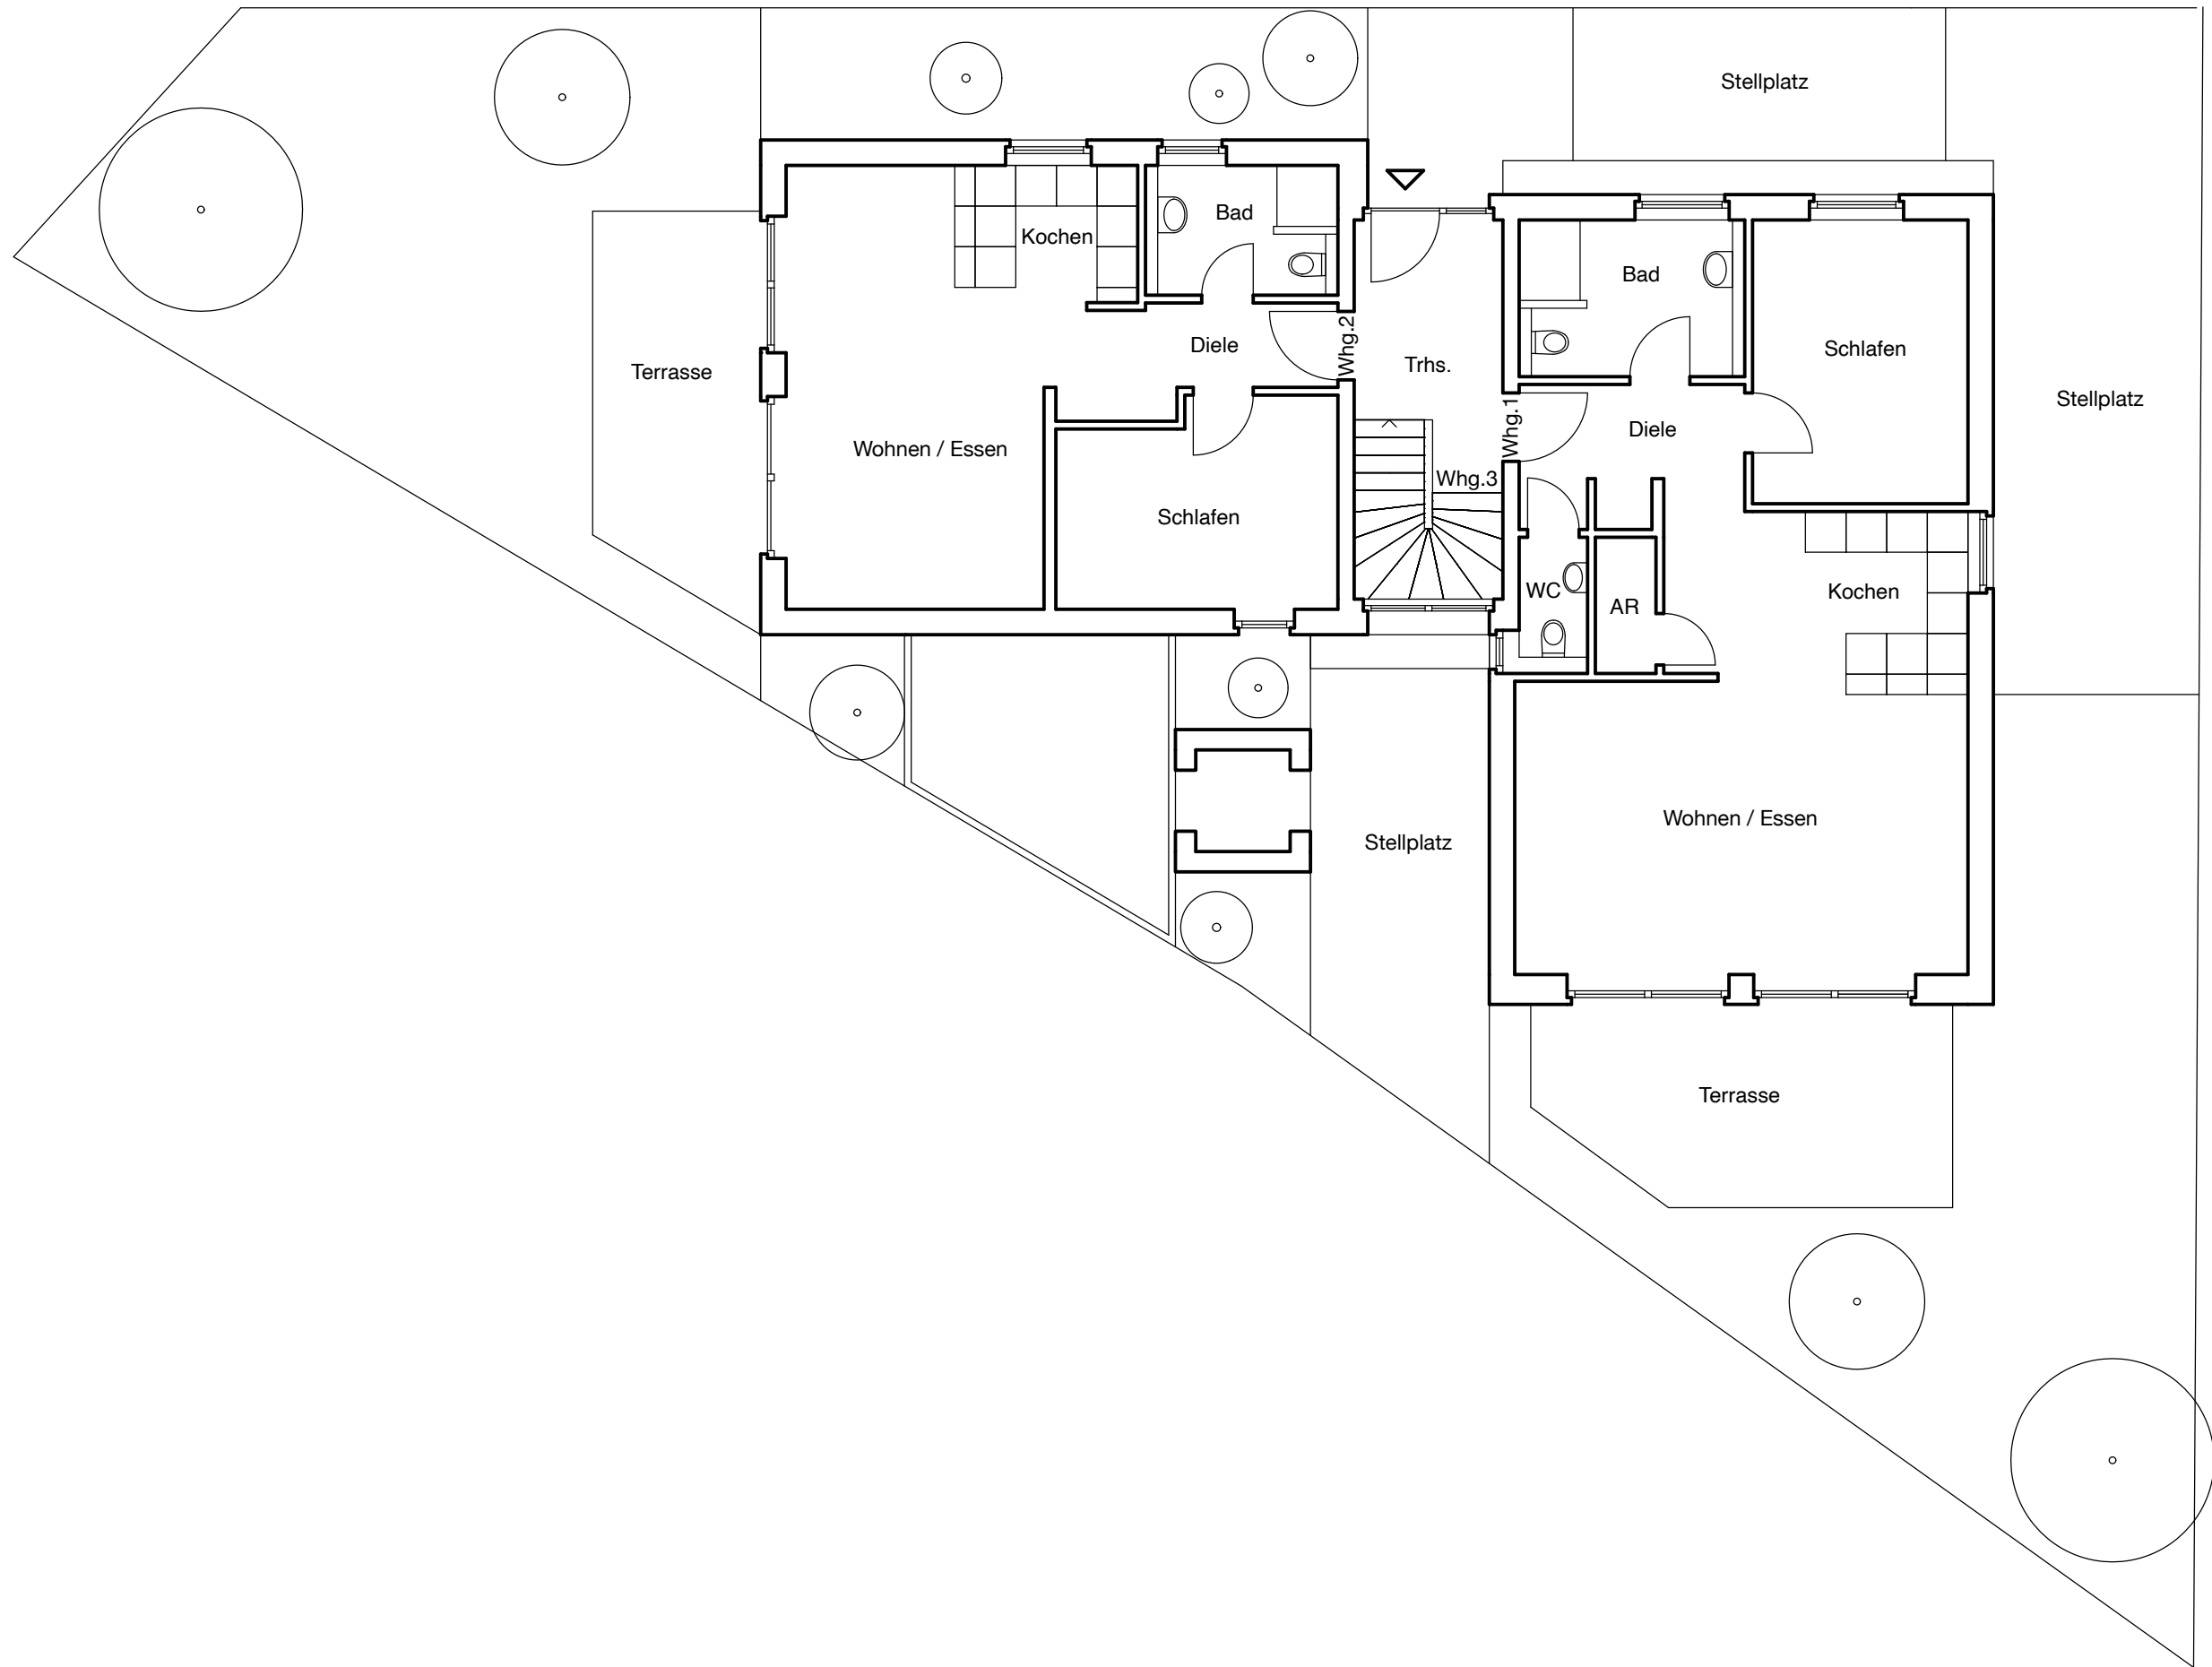 Stellplatz
Bad
Kochen
Bad
Diele
Whg.2
Schlafen
Trhs.
Terrasse
Stellplatz
Whg.1
Diele
Wohnen / Essen
Whg.3
Schlafen
WC
AR
Kochen
Wohnen / Essen
Stellplatz
Terrasse